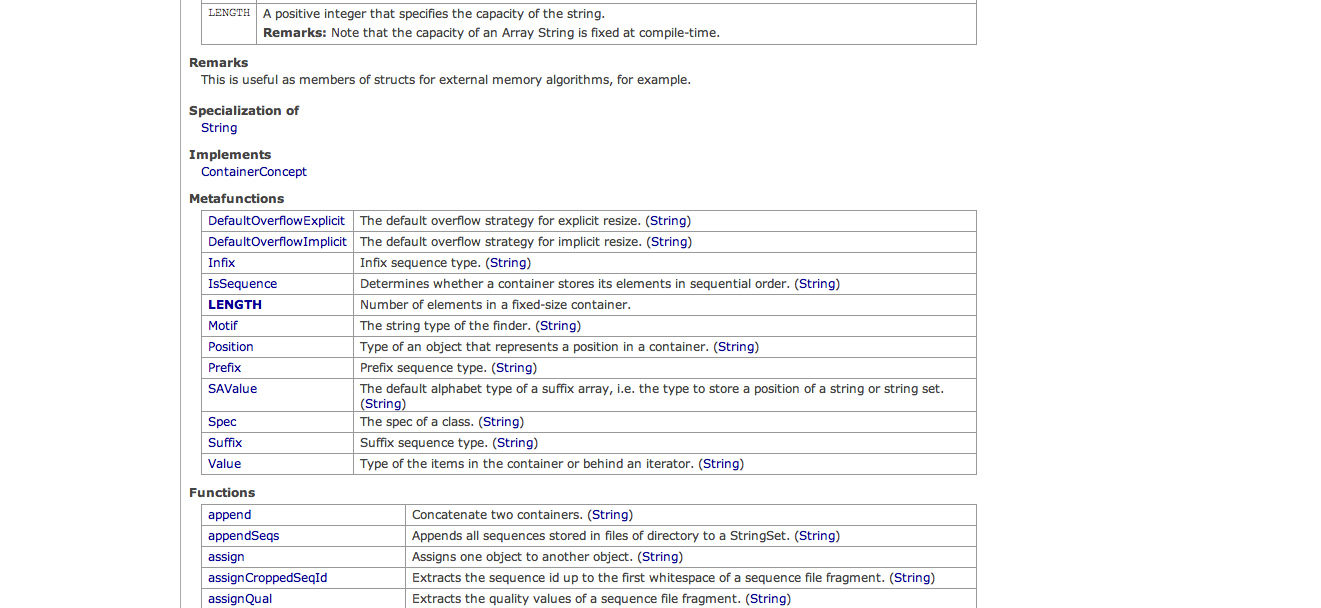 LENGTH A positive integer that specifies the capacity of the string.
Remarks: Note that the capacity of an Array String is fixed at compile-time.
Remarks
This is useful as members of structs for external memory algorithms, for example.
Specialization of
String
Implements
ContainerConcept
Metafunctions
DefaultOverflowExplicit The default overflow strategy for explicit resize. (String)
DefaultOverflowImplicit The default overflow strategy for implicit resize. (String)
Infix Infix sequence type. (String)
IsSequence Determines whether a container stores its elements in sequential order. (String)
LENGTH Number of elements in a fixed-size container.
Motif The string type of the finder. (String)
Position Type of an object that represents a position in a container. (String)
Prefix Prefix sequence type. (String)
SAValue The default alphabet type of a suffix array, i.e. the type to store a position of a string or string set.
(String)
Spec The spec of a class. (String)
Suffix Suffix sequence type. (String)
Value Type of the items in the container or behind an iterator. (String)
Functions
append Concatenate two containers. (String)
appendSeqs Appends all sequences stored in files of directory to a StringSet. (String)
assign Assigns one object to another object. (String)
assignCroppedSeqId Extracts the sequence id up to the first whitespace of a sequence file fragment. (String)
assignQual Extracts the quality values of a sequence file fragment. (String)